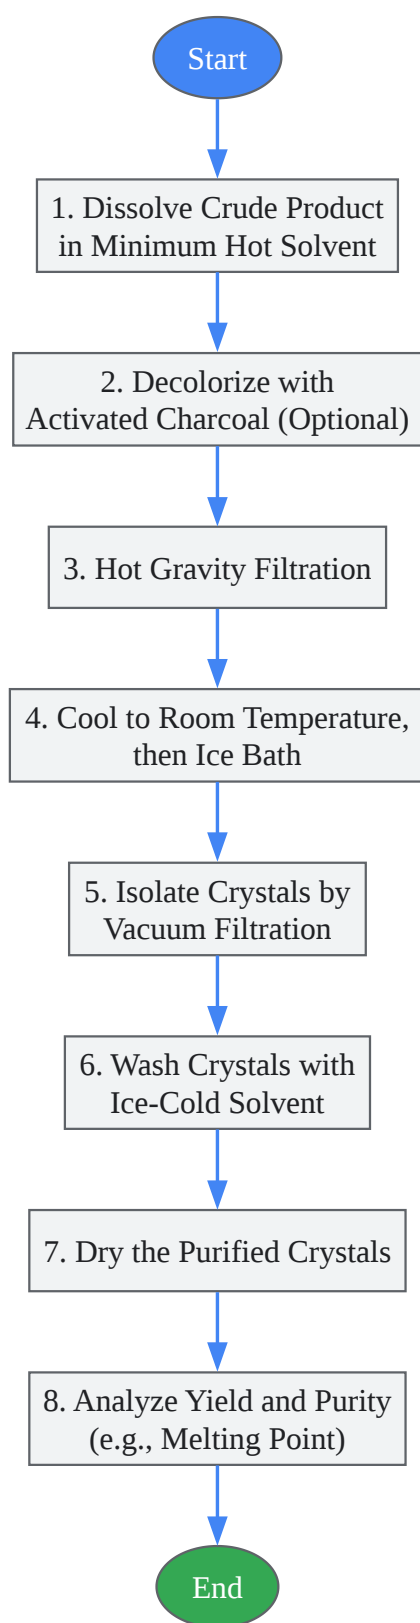 Start
1. Dissolve Crude Product
in Minimum Hot Solvent
2. Decolorize with
Activated Charcoal (Optional)
3. Hot Gravity Filtration
4. Cool to Room Temperature,
then Ice Bath
5. Isolate Crystals by
Vacuum Filtration
6. Wash Crystals with
Ice-Cold Solvent
7. Dry the Purified Crystals
8. Analyze Yield and Purity
(e.g., Melting Point)
End